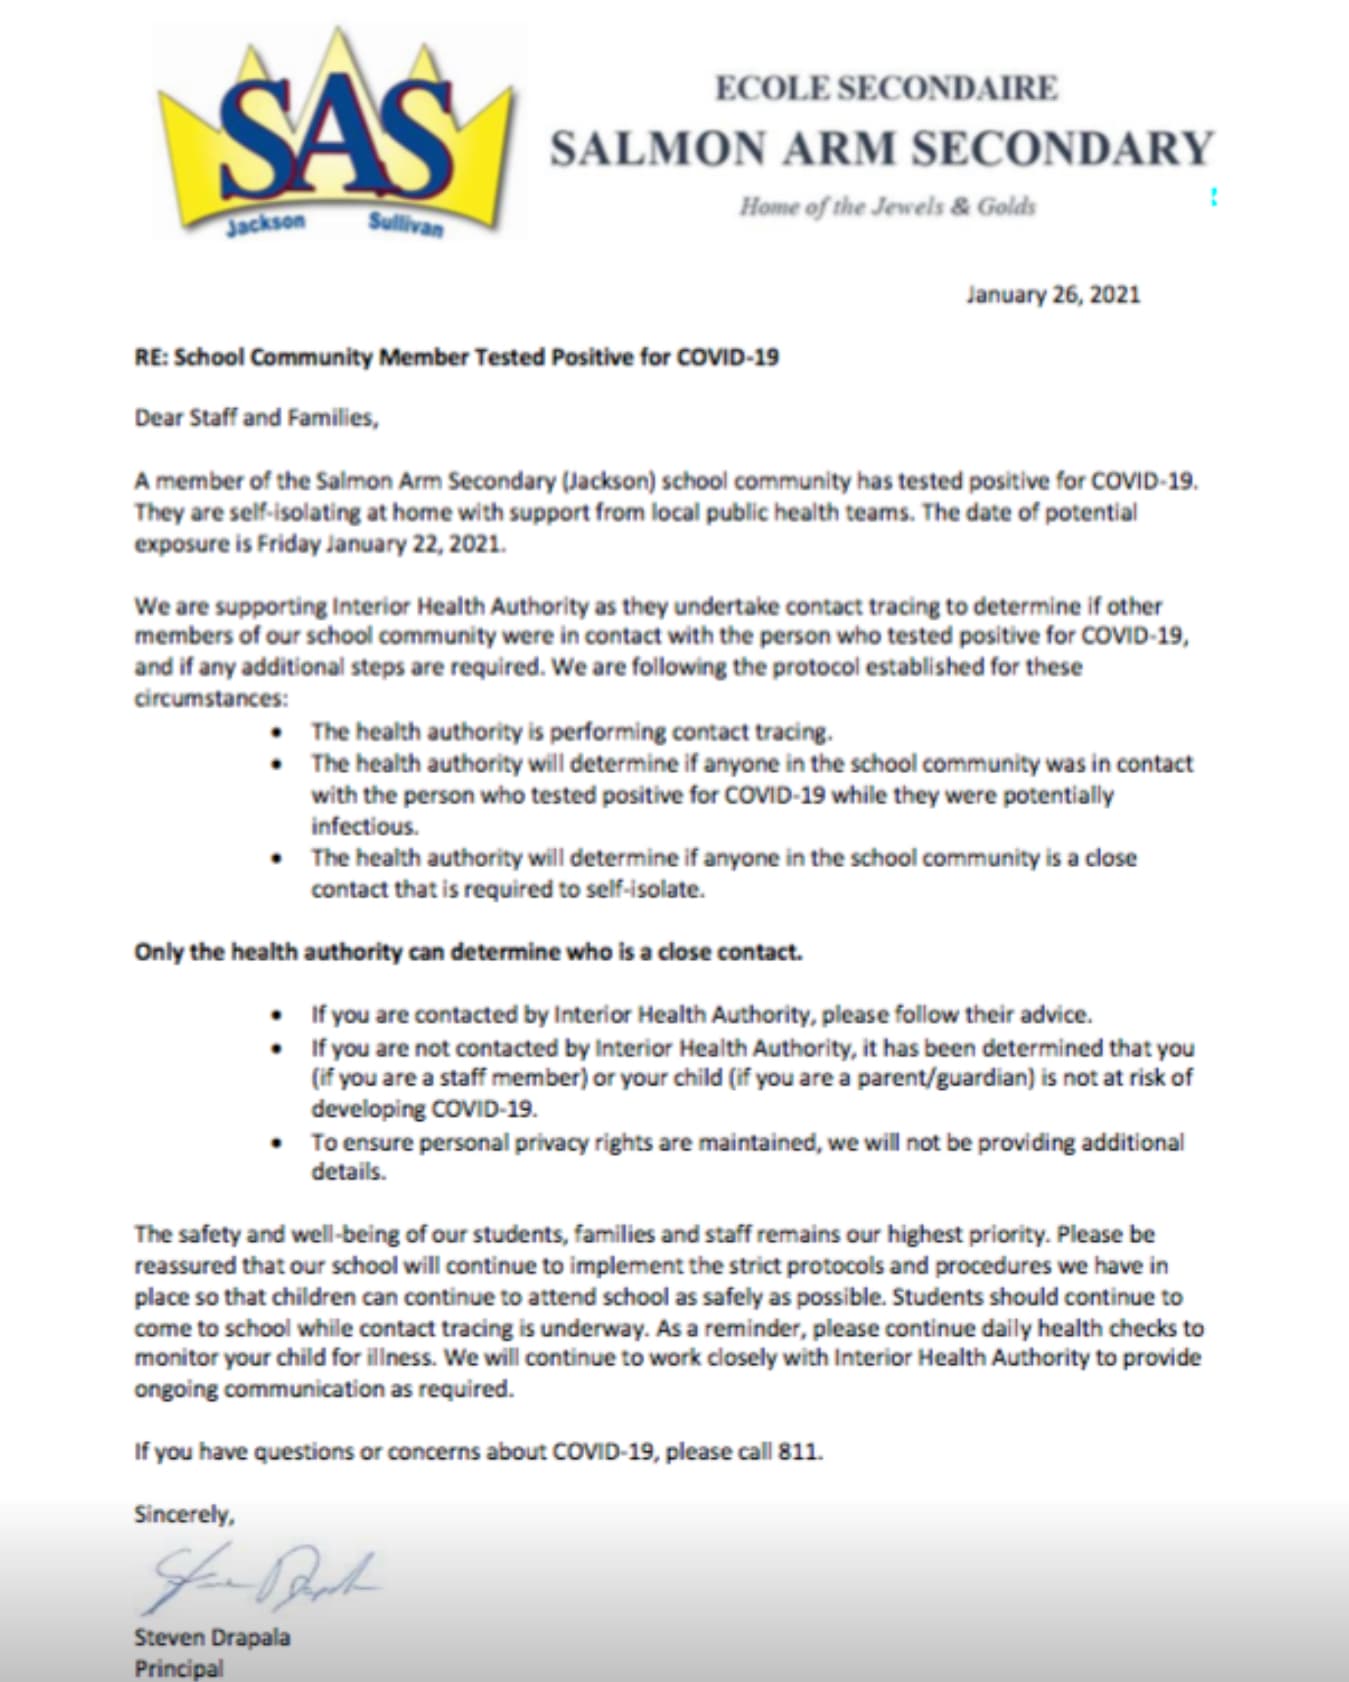 SAS
Jackson Sullivan
ECOLE SECONDAIRE
SALMON ARM SECONDARY
Home of the Jewels & Golds
January 26, 2021
RE: School Community Member Tested Positive for COVID-19
Dear Staff and Families,
A member of the Salmon Arm Secondary (Jackson) school community has tested positive for COVID-19.
They are self-isolating at home with support from local public health teams. The date of potential
exposure is Friday January 22, 2021.
We are supporting Interior Health Authority as they undertake contact tracing to determine if other
members of our school community were in contact with the person who tested positive for COVID-19,
and if any additional steps are required. We are following the protocol established for these
circumstances:
• The health authority is performing contact tracing.
• The health authority will determine if anyone in the school community was in contact
with the person who tested positive for COVID-19 while they were potentially
infectious.
• The health authority will determine if anyone in the school community is a close
contact that is required to self-isolate.
Only the health authority can determine who is a close contact.
• If you are contacted by Interior Health Authority, please follow their advice.
• If you are not contacted by Interior Health Authority, it has been determined that you
(if you are a staff member) or your child (if you are a parent/guardian) is not at risk of
developing COVID-19.
• To ensure personal privacy rights are maintained, we will not be providing additional
details.
The safety and well-being of our students, families and staff remains our highest priority. Please be
reassured that our school will continue to implement the strict protocols and procedures we have in
place so that children can continue to attend school as safely as possible. Students should continue to
come to school while contact tracing is underway. As a reminder, please continue daily health checks to
monitor your child for illness. We will continue to work closely with Interior Health Authority to provide
ongoing communication as required.
If you have questions or concerns about COVID-19, please call 811.
Sincerely,
Steven Drapala
Principal